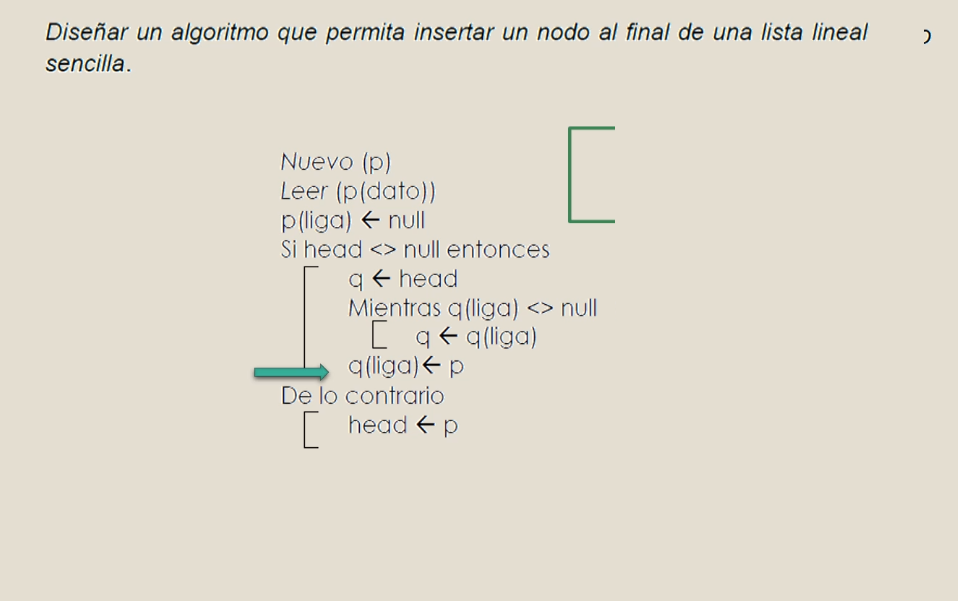 Diseñar un algoritmo que permita insertar un nodo al final de una lista lineal
sencilla.
Nuevo (p)
Leer (p(dato))
p(liga) ← null
Si head <> null entonces
q ← head
Mientras q(liga) <> null
q ← q(liga)
q(liga)← p
De lo contrario
head ← p